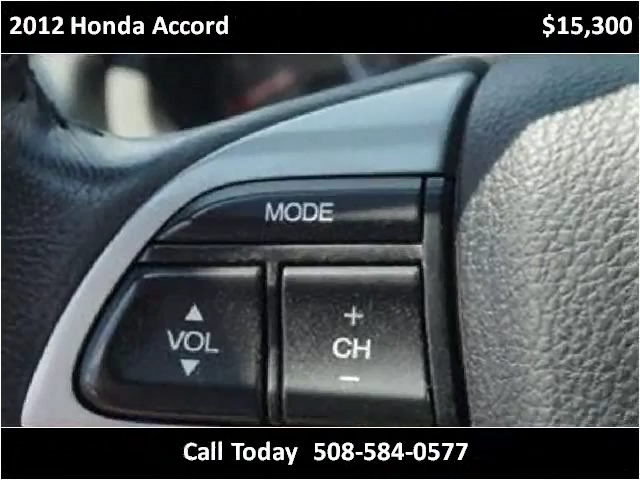 2012 Honda Accord $15,300
MODE
▲ +
VOL CH
▼ −
Call Today 508-584-0577